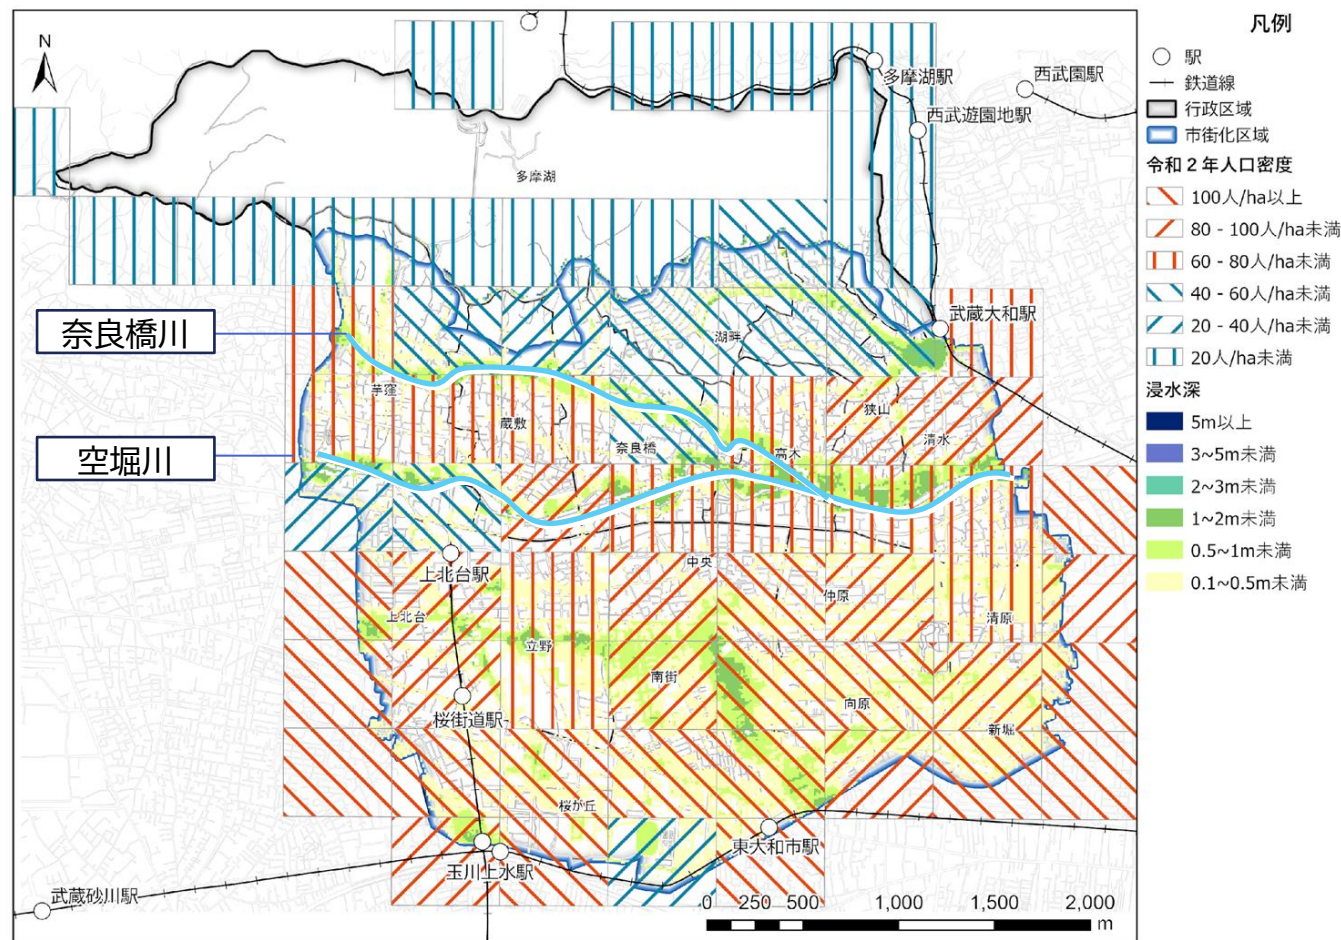 N
多摩湖駅
西武園駅
西武遊園地駅
多摩湖
武蔵大和駅
奈良橋川
湖畔
芋窪
狭山
蔵敷
清水
奈良橋
高木
空堀川
上北台駅
中央
仲原
上北台
清原
立野
南街
桜街道駅
向原
新堀
桜が丘
東大和市駅
玉川上水駅
武蔵砂川駅
0 250 500 1,000 1,500 2,000
m
凡例
駅
鉄道線
行政区域
市街化区域
令和2年人口密度
100人/ha以上
80 - 100人/ha未満
60 - 80人/ha未満
40 - 60人/ha未満
20 - 40人/ha未満
20人/ha未満
浸水深
5m以上
3~5m未満
2~3m未満
1~2m未満
0.5~1m未満
0.1~0.5m未満